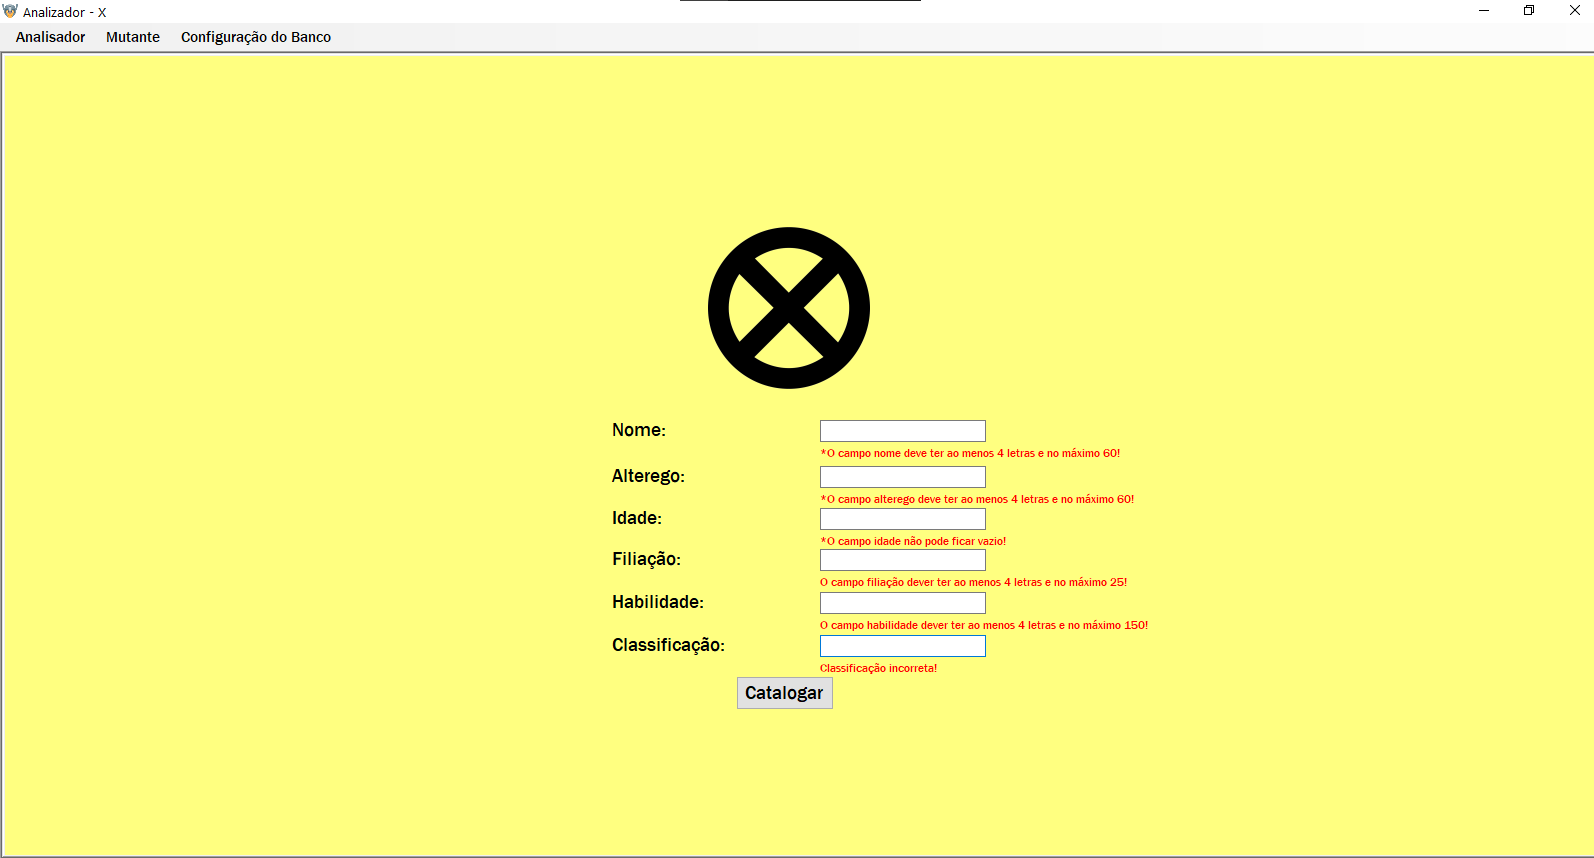 Analizador - X
Analisador Mutante Configuração do Banco
Nome:
*O campo nome deve ter ao menos 4 letras e no máximo 60!
Alterego:
*O campo alterego deve ter ao menos 4 letras e no máximo 60!
Idade:
*O campo idade não pode ficar vazio!
Filiação:
O campo filiação dever ter ao menos 4 letras e no máximo 25!
Habilidade:
O campo habilidade dever ter ao menos 4 letras e no máximo 150!
Classificação:
Classificação incorreta!
Catalogar